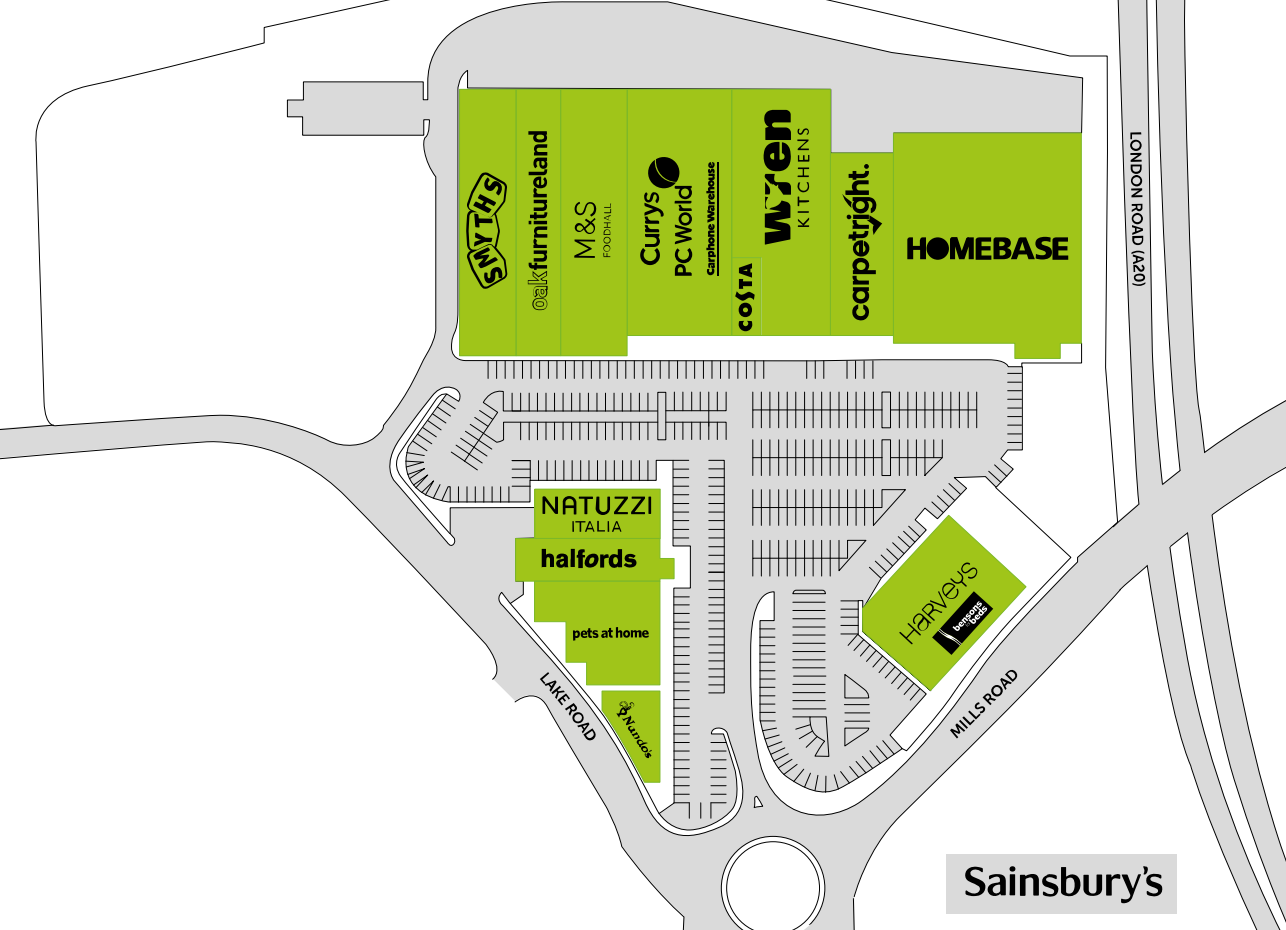 SMYTHS
oakfurnitureland
M&S
FOODHALL
Currys
PC World
Carphone Warehouse
COSTA
Wren
KITCHENS
carpetright.
HOMEBASE
LONDON ROAD (A20)
NATUZZI
ITALIA
halfords
pets at home
Nando's
LAKE ROAD
HARVEYS
bensons
beds
MILLS ROAD
Sainsbury's